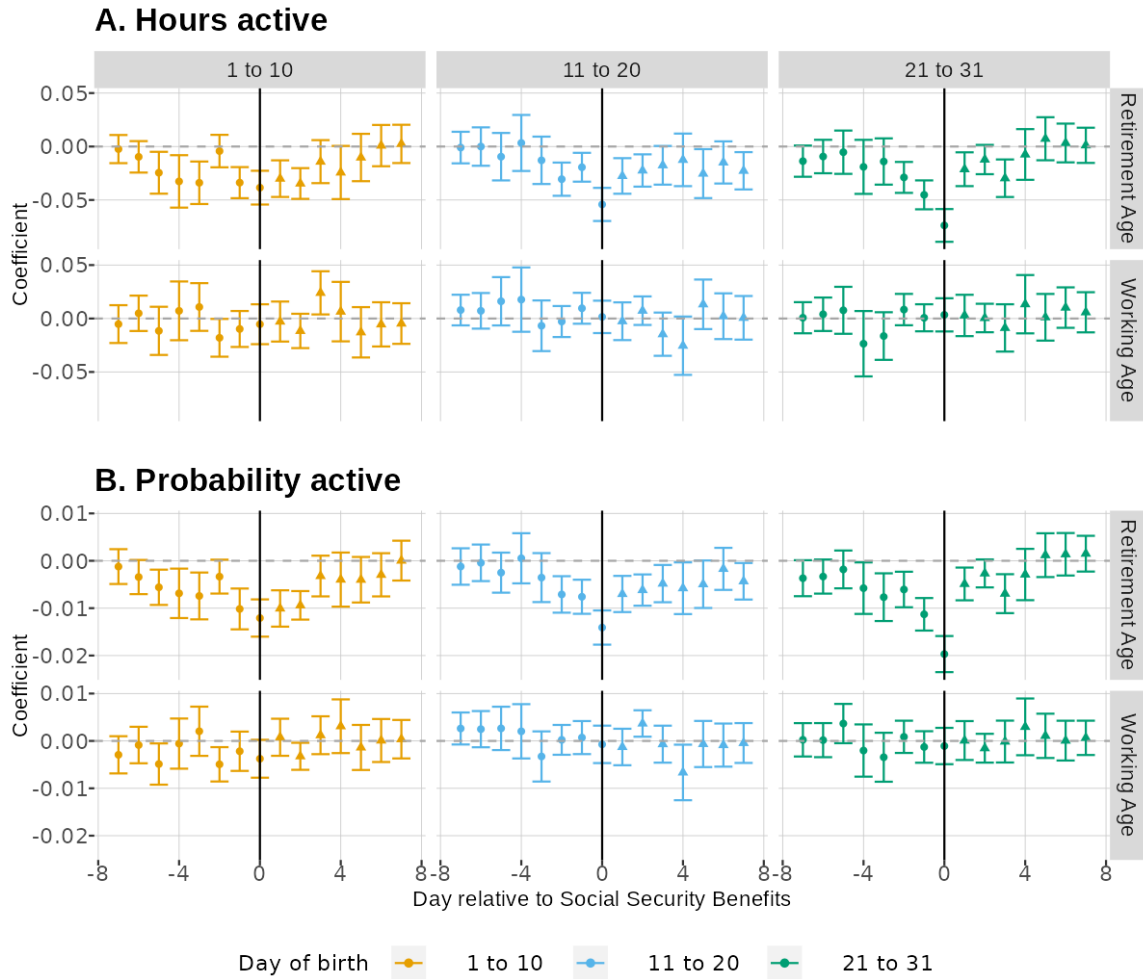 A. Hours active
1 to 10
11 to 20
21 to 31
0.05
0.00
-0.05
Retirement Age
0.05
0.00
-0.05
Working Age
Coefficient
B. Probability active
0.01
0.00
-0.01
-0.02
Retirement Age
0.01
0.00
-0.01
-0.02
Working Age
Coefficient
-8 -4 0 4 8 -8 -4 0 4 8 -8 -4 0 4 8
Day relative to Social Security Benefits
Day of birth 1 to 10 11 to 20 21 to 31